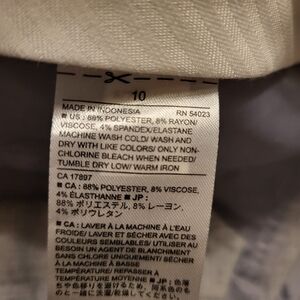 10
MADE IN INDONESIA RN 54023
■ US : 88% POLYESTER, 8% RAYON/
VISCOSE, 4% SPANDEX/ELASTANE
MACHINE WASH COLD/ WASH AND
DRY WITH LIKE COLORS/ ONLY NON-
CHLORINE BLEACH WHEN NEEDED/
TUMBLE DRY LOW/ WARM IRON
CA 17897
■ CA : 88% POLYESTER, 8% VISCOSE,
4% ÉLASTHANNE ■ JP :
88% ポリエステル, 8% レーヨン,
4% ポリウレタン
■ CA : LAVER À LA MACHINE À L'EAU
FROIDE/ LAVER ET SÉCHER AVEC DES
COULEURS SEMBLABLES/ UTILISER AU
BESOIN UN AGENT DE BLANCHIMENT
SANS CHLORE UNIQUEMENT/ SÉCHER
À LA MACHINE À BASSE
TEMPÉRATURE/ REPASSER À
TEMPÉRATURE MOYENNE ■ JP : 色落